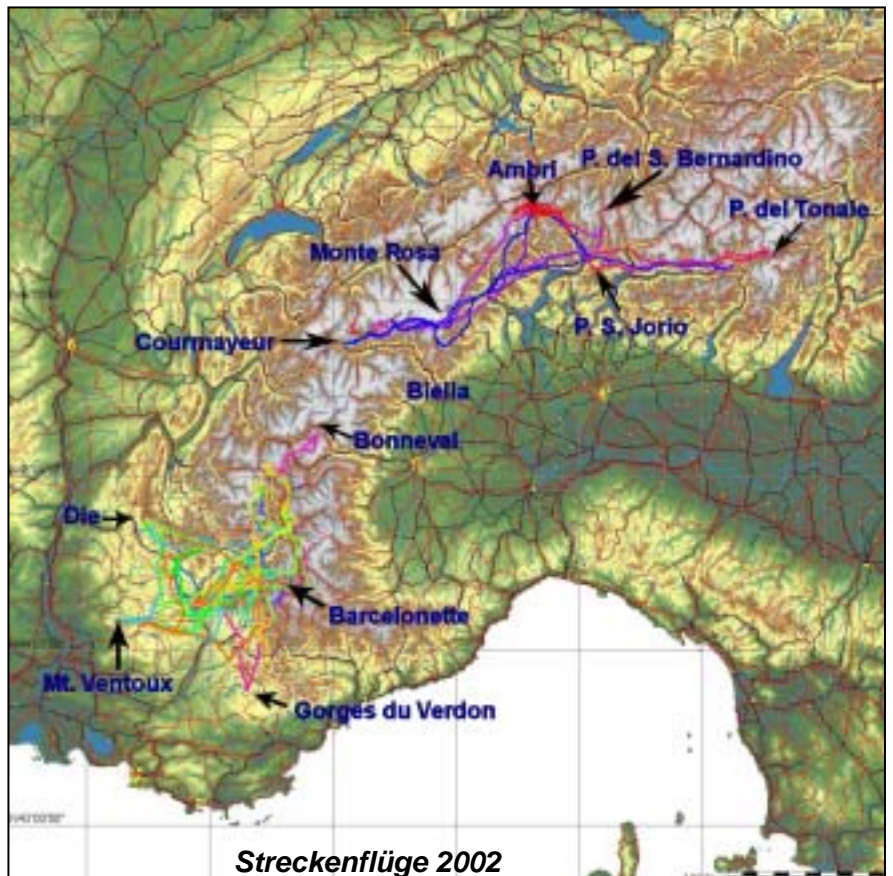 Ambri
P. del S. Bernardino
P. del Tonale
Monte Rosa
P. S. Jorio
Courmayeur
Biella
Bonneval
Die
Barcelonette
Mt. Ventoux
Gorges du Verdon
Streckenflüge 2002